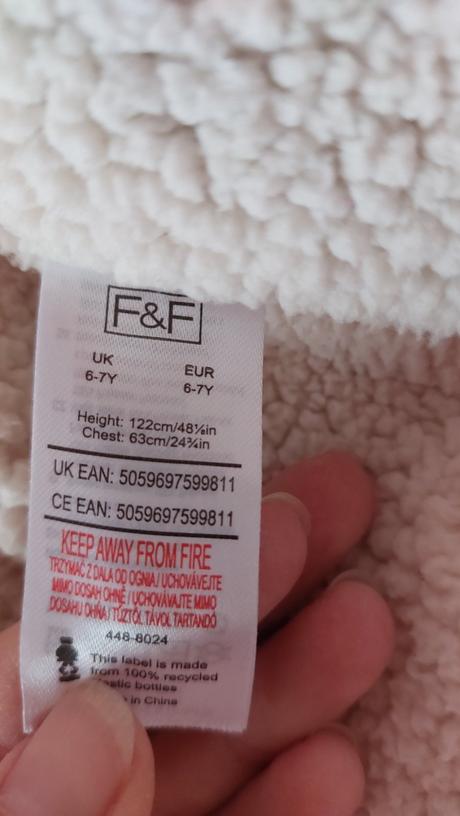 F&F
UK EUR
6-7Y 6-7Y
Height: 122cm/48⅛in
Chest: 63cm/24¾in
UK EAN: 5059697599811
CE EAN: 5059697599811
KEEP AWAY FROM FIRE
TRZYMAĆ Z DALA OD OGNIA/ UCHOVÁVEJTE
MIMO DOSAH OHNĚ / UCHOVÁVAJTE MIMO
DOSAHU OHŇA / TŰZTŐL TÁVOL TARTANDÓ
448-8024
This label is made
from 100% recycled
bottles
in China